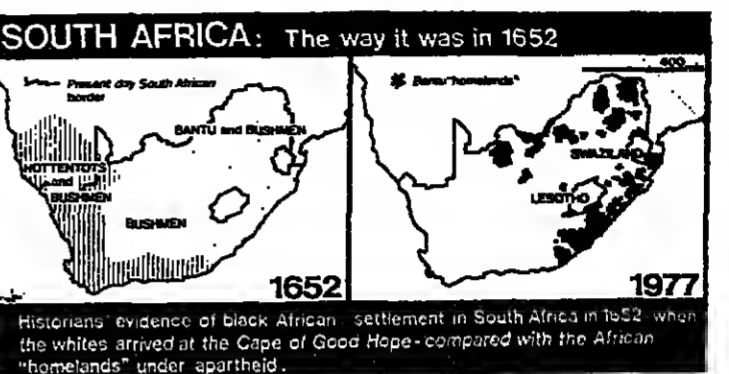 SOUTH AFRICA: The way it was in 1652
Present day South African
border
BANTU and BUSHMEN
HOTTENTOTS
and
BUSHMEN
BUSHMEN
1652
400
Bantu "homelands"
SWAZILAND
LESOTHO
1977
Historians' evidence of black African settlement in South Africa in 1652 when
the whites arrived at the Cape of Good Hope - compared with the African
"homelands" under apartheid.